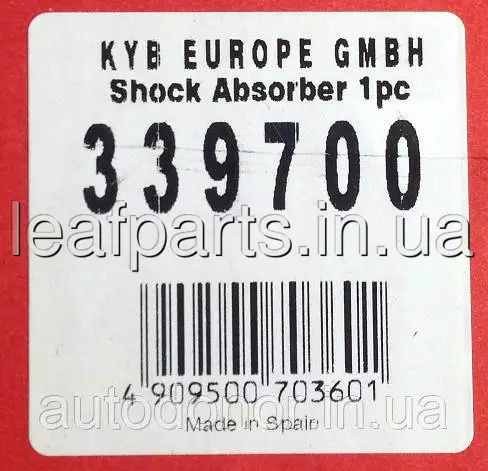 KYB EUROPE GMBH
Shock Absorber 1pc
339700
leafparts.in.ua
4 909500 703601
autodonor.in.ua
Made in Spain